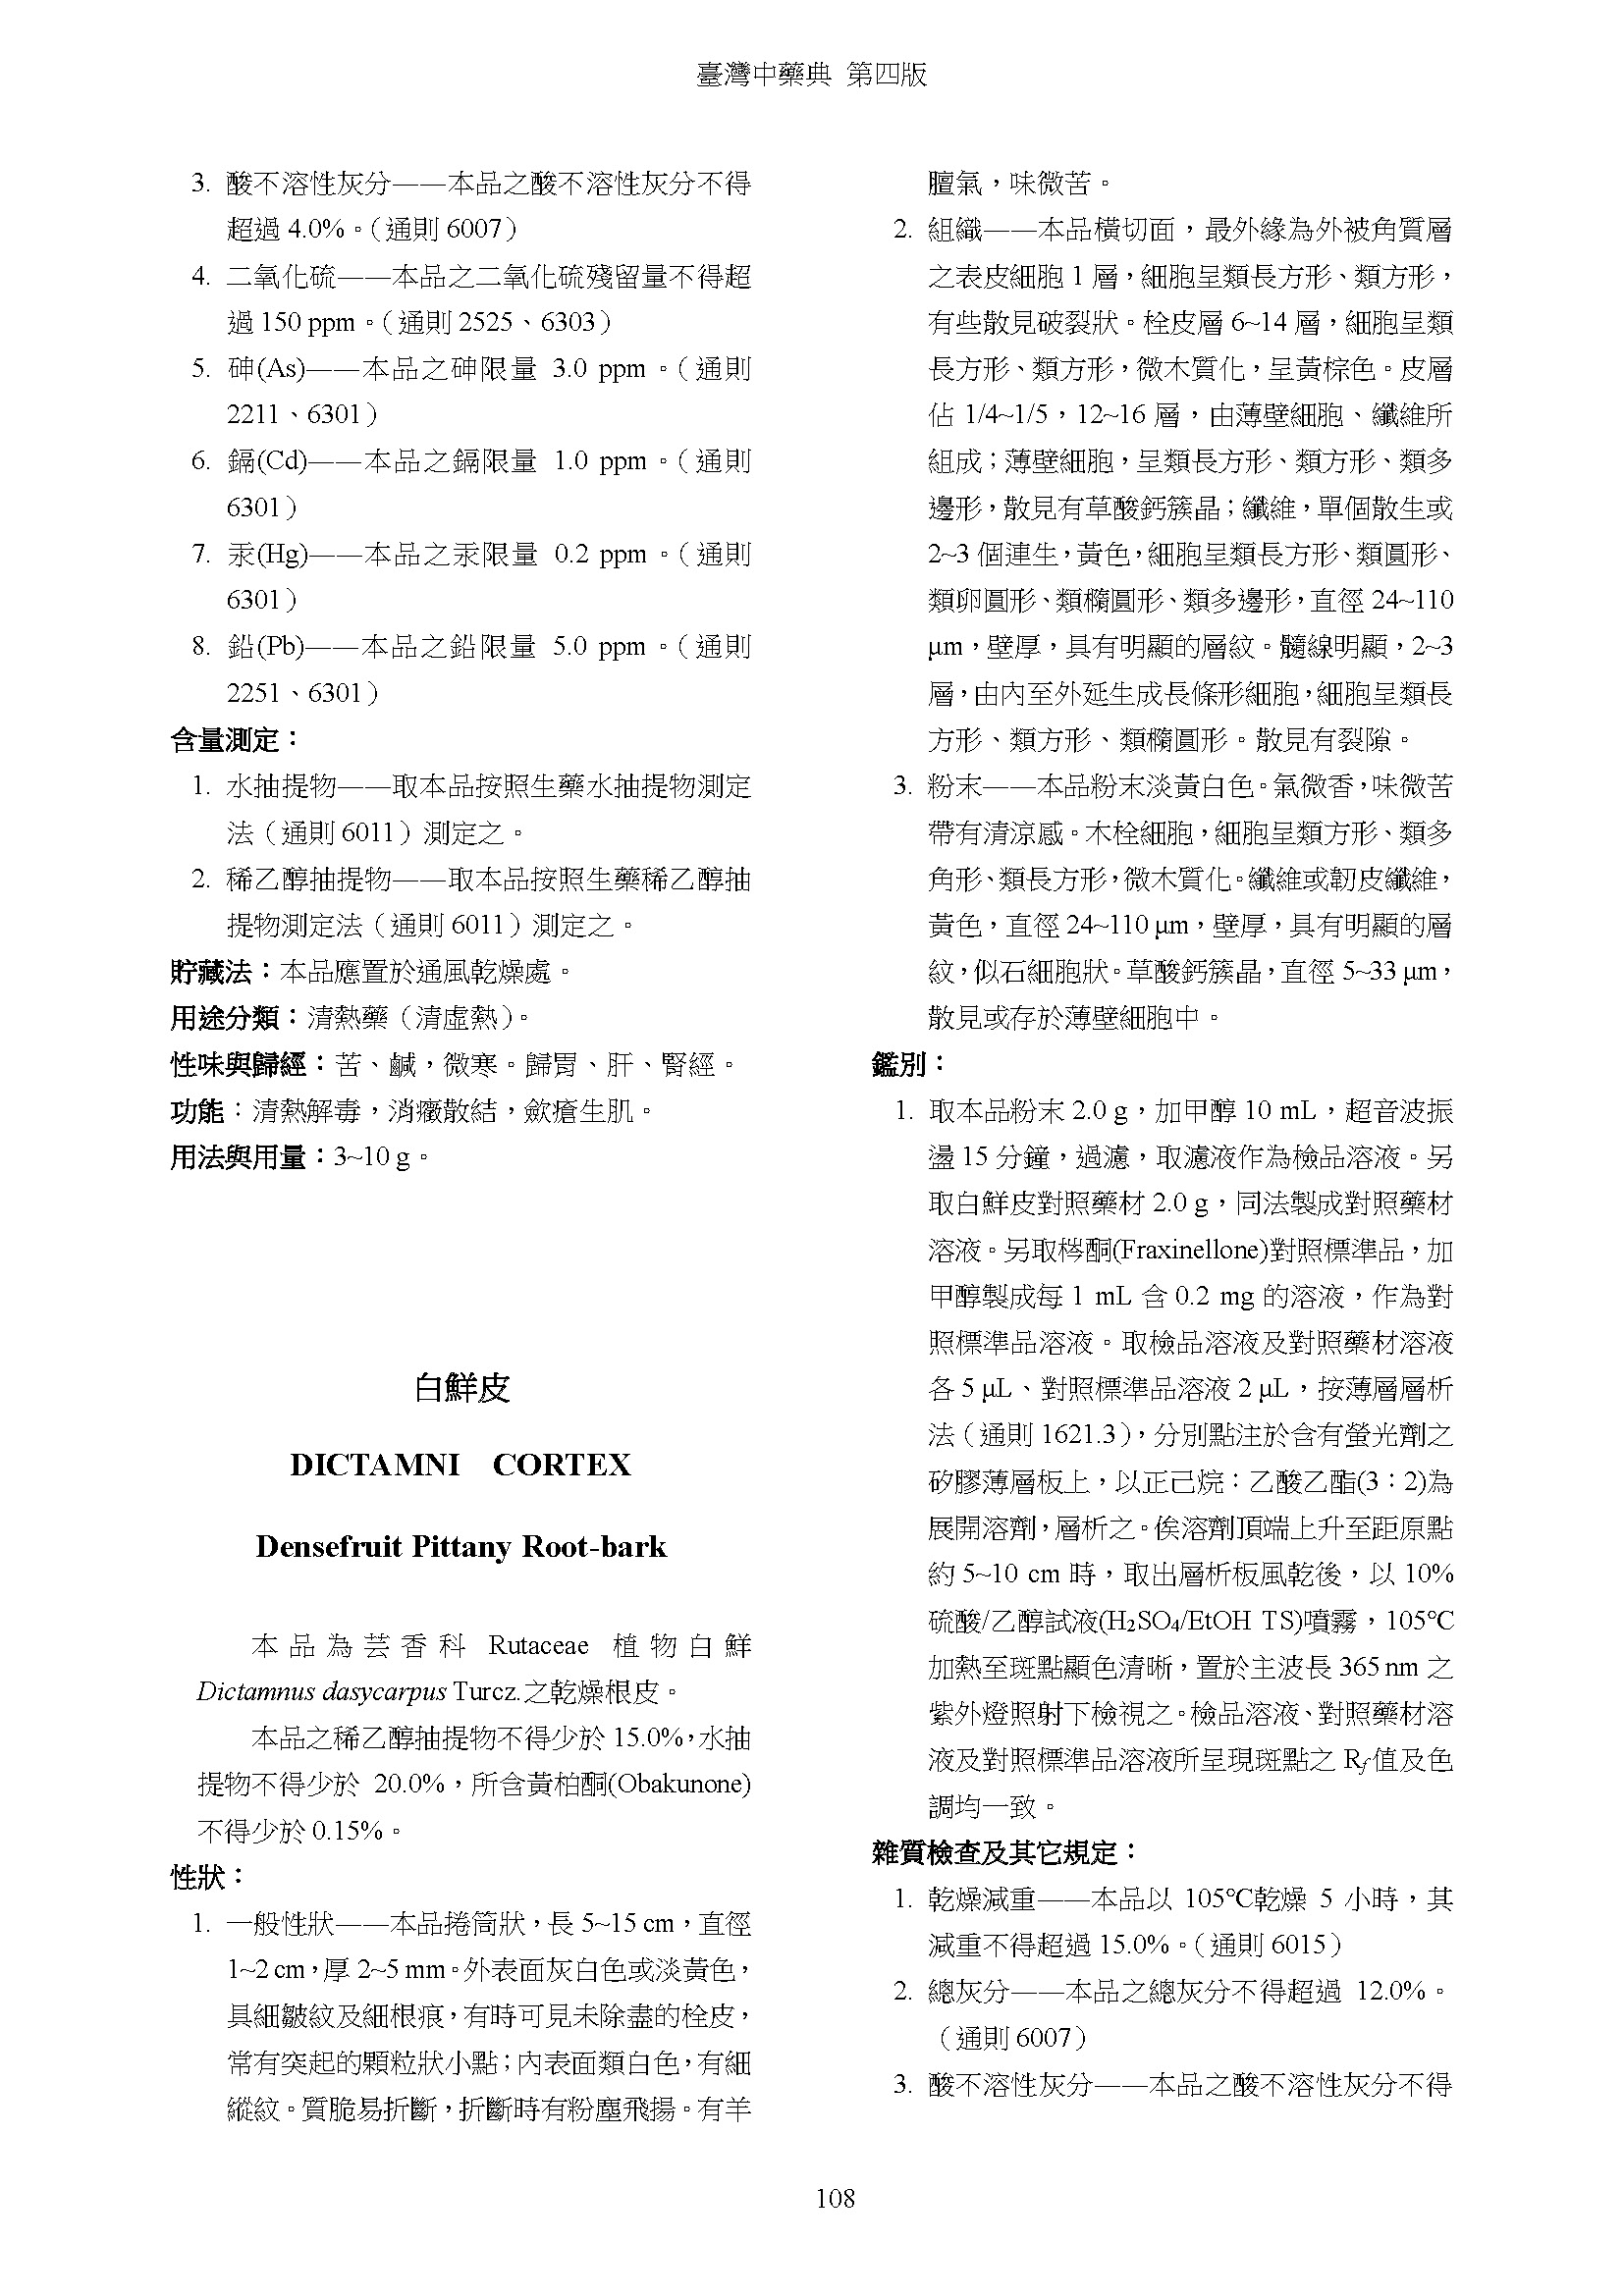 臺灣中藥典 第四版
3. 酸不溶性灰分——本品之酸不溶性灰分不得
超過 4.0%。（通則 6007）
4. 二氧化硫——本品之二氧化硫殘留量不得超
過 150 ppm。（通則 2525、6303）
5. 砷(As)——本品之砷限量 3.0 ppm。（通則
2211、6301）
6. 鎘(Cd)——本品之鎘限量 1.0 ppm。（通則
6301）
7. 汞(Hg)——本品之汞限量 0.2 ppm。（通則
6301）
8. 鉛(Pb)——本品之鉛限量 5.0 ppm。（通則
2251、6301）
含量測定：
1. 水抽提物——取本品按照生藥水抽提物測定
法（通則 6011）測定之。
2. 稀乙醇抽提物——取本品按照生藥稀乙醇抽
提物測定法（通則 6011）測定之。
貯藏法：本品應置於通風乾燥處。
用途分類：清熱藥（清虛熱）。
性味與歸經：苦、鹹，微寒。歸胃、肝、腎經。
功能：清熱解毒，消癥散結，斂瘡生肌。
用法與用量：3~10 g。
白鮮皮
DICTAMNI CORTEX
Densefruit Pittany Root-bark
本品為芸香科 Rutaceae 植物白鮮
Dictamnus dasycarpus Turcz.之乾燥根皮。
本品之稀乙醇抽提物不得少於 15.0%，水抽
提物不得少於 20.0%，所含黃柏酮(Obakunone)
不得少於 0.15%。
性狀：
1. 一般性狀——本品捲筒狀，長 5~15 cm，直徑
1~2 cm，厚 2~5 mm。外表面灰白色或淡黃色，
具細皺紋及細根痕，有時可見未除盡的栓皮，
常有突起的顆粒狀小點；內表面類白色，有細
縱紋。質脆易折斷，折斷時有粉塵飛揚。有羊
膻氣，味微苦。
2. 組織——本品橫切面，最外緣為外被角質層
之表皮細胞 1 層，細胞呈類長方形、類方形，
有些散見破裂狀。栓皮層 6~14 層，細胞呈類
長方形、類方形，微木質化，呈黃棕色。皮層
佔 1/4~1/5，12~16 層，由薄壁細胞、纖維所
組成；薄壁細胞，呈類長方形、類方形、類多
邊形，散見有草酸鈣簇晶；纖維，單個散生或
2~3 個連生，黃色，細胞呈類長方形、類圓形、
類卵圓形、類橢圓形、類多邊形，直徑 24~110
μm，壁厚，具有明顯的層紋。髓線明顯，2~3
層，由內至外延生成長條形細胞，細胞呈類長
方形、類方形、類橢圓形。散見有裂隙。
3. 粉末——本品粉末淡黃白色。氣微香，味微苦
帶有清涼感。木栓細胞，細胞呈類方形、類多
角形、類長方形，微木質化。纖維或韌皮纖維，
黃色，直徑 24~110 μm，壁厚，具有明顯的層
紋，似石細胞狀。草酸鈣簇晶，直徑 5~33 μm，
散見或存於薄壁細胞中。
鑑別：
1. 取本品粉末 2.0 g，加甲醇 10 mL，超音波振
盪 15 分鐘，過濾，取濾液作為檢品溶液。另
取白鮮皮對照藥材 2.0 g，同法製成對照藥材
溶液。另取梣酮(Fraxinellone)對照標準品，加
甲醇製成每 1 mL 含 0.2 mg 的溶液，作為對
照標準品溶液。取檢品溶液及對照藥材溶液
各 5 μL、對照標準品溶液 2 μL，按薄層層析
法（通則 1621.3），分別點注於含有螢光劑之
矽膠薄層板上，以正己烷：乙酸乙酯(3：2)為
展開溶劑，層析之。俟溶劑頂端上升至距原點
約 5~10 cm 時，取出層析板風乾後，以 10%
硫酸/乙醇試液(H₂SO₄/EtOH TS)噴霧，105℃
加熱至斑點顯色清晰，置於主波長 365 nm 之
紫外燈照射下檢視之。檢品溶液、對照藥材溶
液及對照標準品溶液所呈現斑點之 Rf值及色
調均一致。
雜質檢查及其它規定：
1. 乾燥減重——本品以 105℃乾燥 5 小時，其
減重不得超過 15.0%。（通則 6015）
2. 總灰分——本品之總灰分不得超過 12.0%。
（通則 6007）
3. 酸不溶性灰分——本品之酸不溶性灰分不得
108